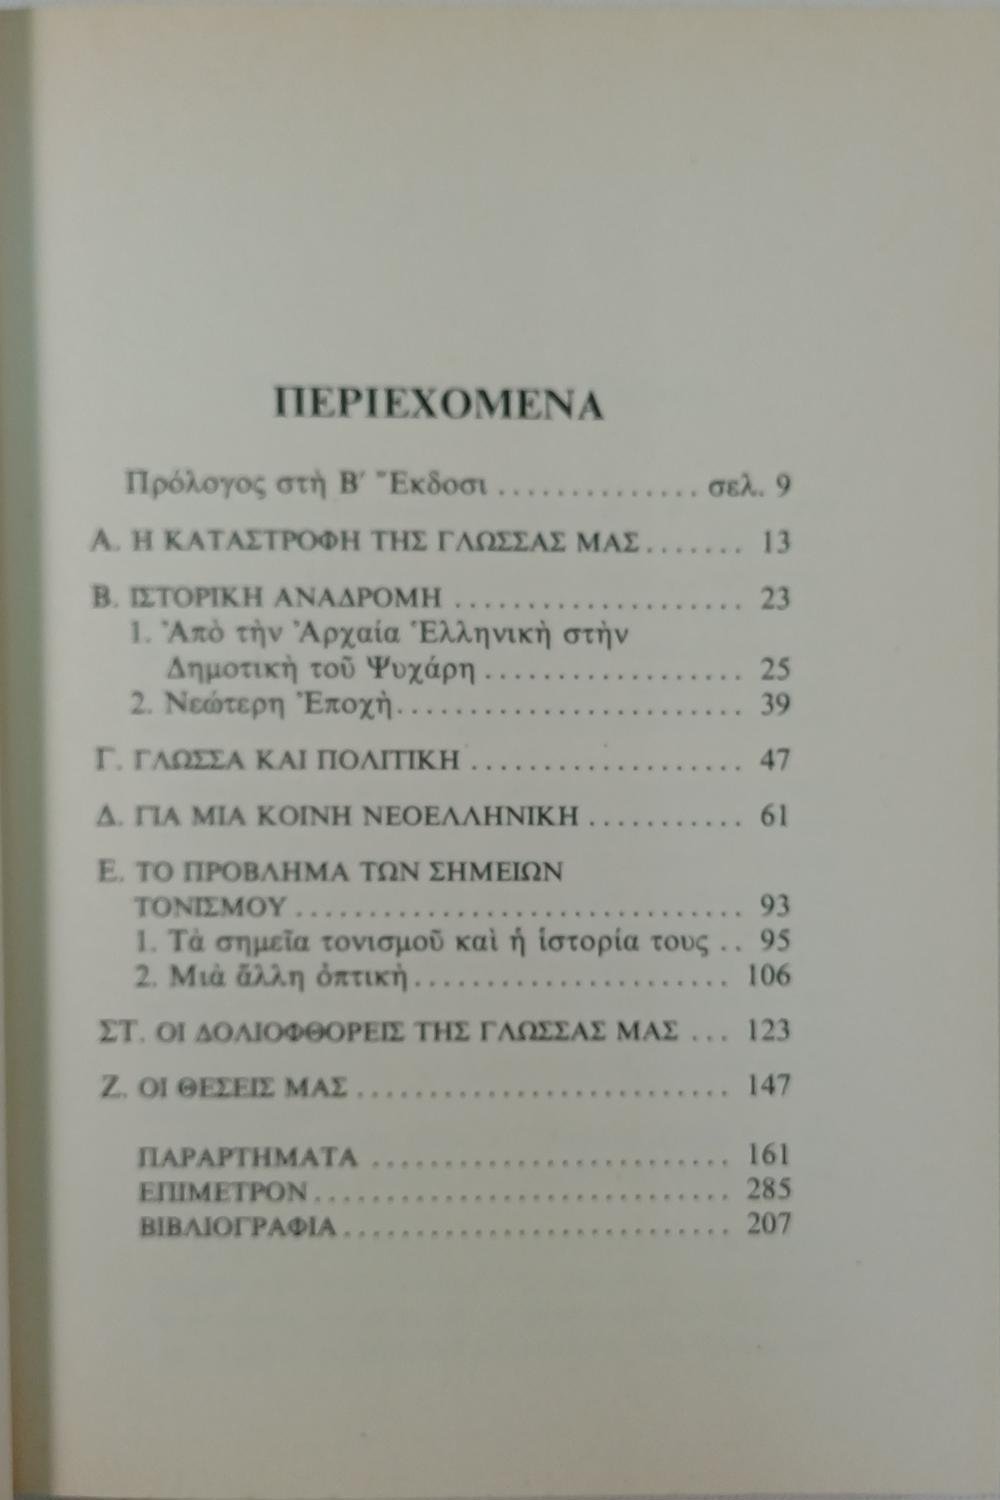 ΠΕΡΙΕΧΟΜΕΝΑ
Πρόλογος στὴ Β′ Ἔκδοσι .............. σελ. 9
Α. Η ΚΑΤΑΣΤΡΟΦΗ ΤΗΣ ΓΛΩΣΣΑΣ ΜΑΣ....... 13
Β. ΙΣΤΟΡΙΚΗ ΑΝΑΔΡΟΜΗ .................... 23
1. Ἀπὸ τὴν Ἀρχαία Ἑλληνικὴ στὴν
Δημοτικὴ τοῦ Ψυχάρη .................. 25
2. Νεώτερη Ἐποχὴ........................ 39
Γ. ΓΛΩΣΣΑ ΚΑΙ ΠΟΛΙΤΙΚΗ ................... 47
Δ. ΓΙΑ ΜΙΑ ΚΟΙΝΗ ΝΕΟΕΛΛΗΝΙΚΗ ........... 61
Ε. ΤΟ ΠΡΟΒΛΗΜΑ ΤΩΝ ΣΗΜΕΙΩΝ
ΤΟΝΙΣΜΟΥ ............................... 93
1. Τὰ σημεῖα τονισμοῦ καὶ ἡ ἱστορία τους .. 95
2. Μιὰ ἄλλη ὀπτικὴ...................... 106
ΣΤ. ΟΙ ΔΟΛΙΟΦΘΟΡΕΙΣ ΤΗΣ ΓΛΩΣΣΑΣ ΜΑΣ ... 123
Ζ. ΟΙ ΘΕΣΕΙΣ ΜΑΣ .......................... 147
ΠΑΡΑΡΤΗΜΑΤΑ ......................... 161
ΕΠΙΜΕΤΡΟΝ............................. 285
ΒΙΒΛΙΟΓΡΑΦΙΑ........................... 207